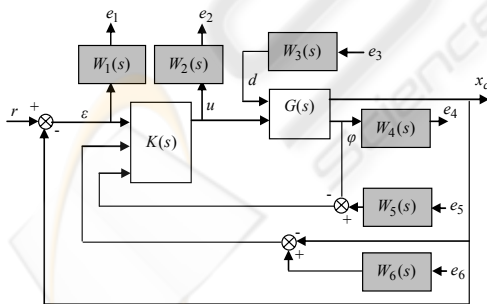 e1
e2
W1(s)
W2(s)
W3(s)
e3
d
xc
r
+
-
ε
u
K(s)
G(s)
e4
φ
W4(s)
-
+
W5(s)
e5
-
+
W6(s)
e6